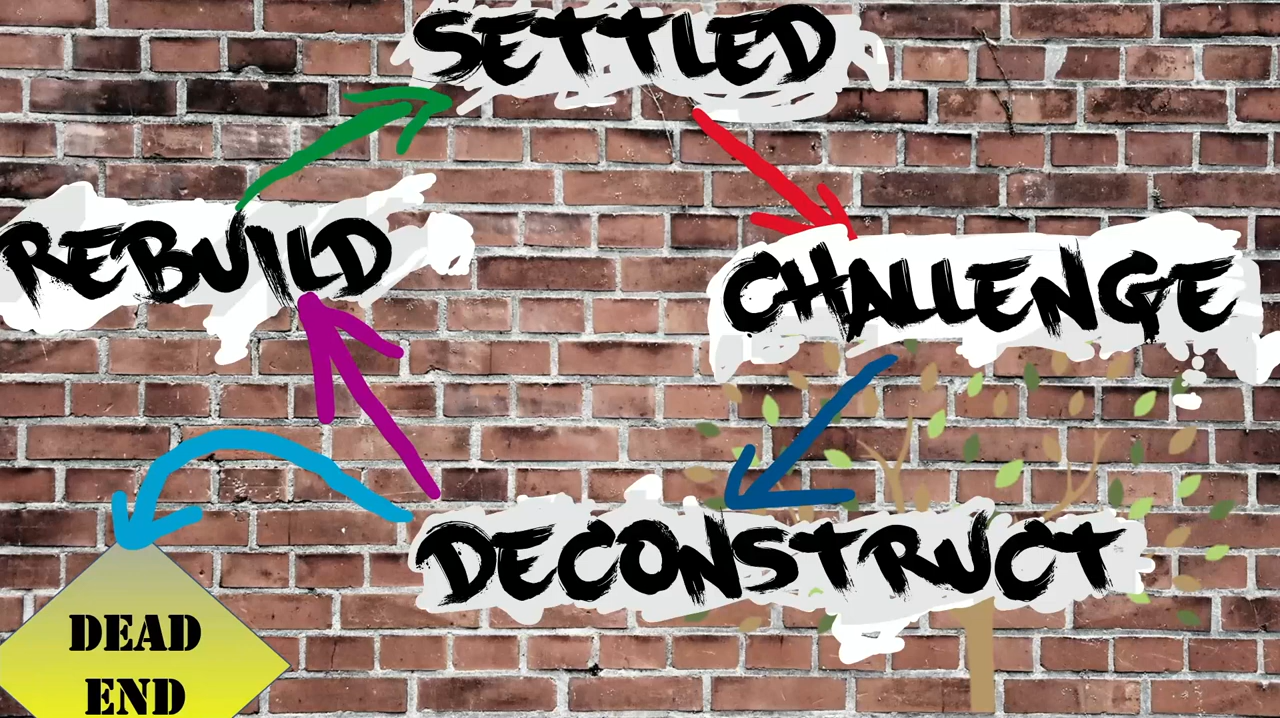 SETTLED
REBUILD
CHALLENGE
DECONSTRUCT
DEAD
END